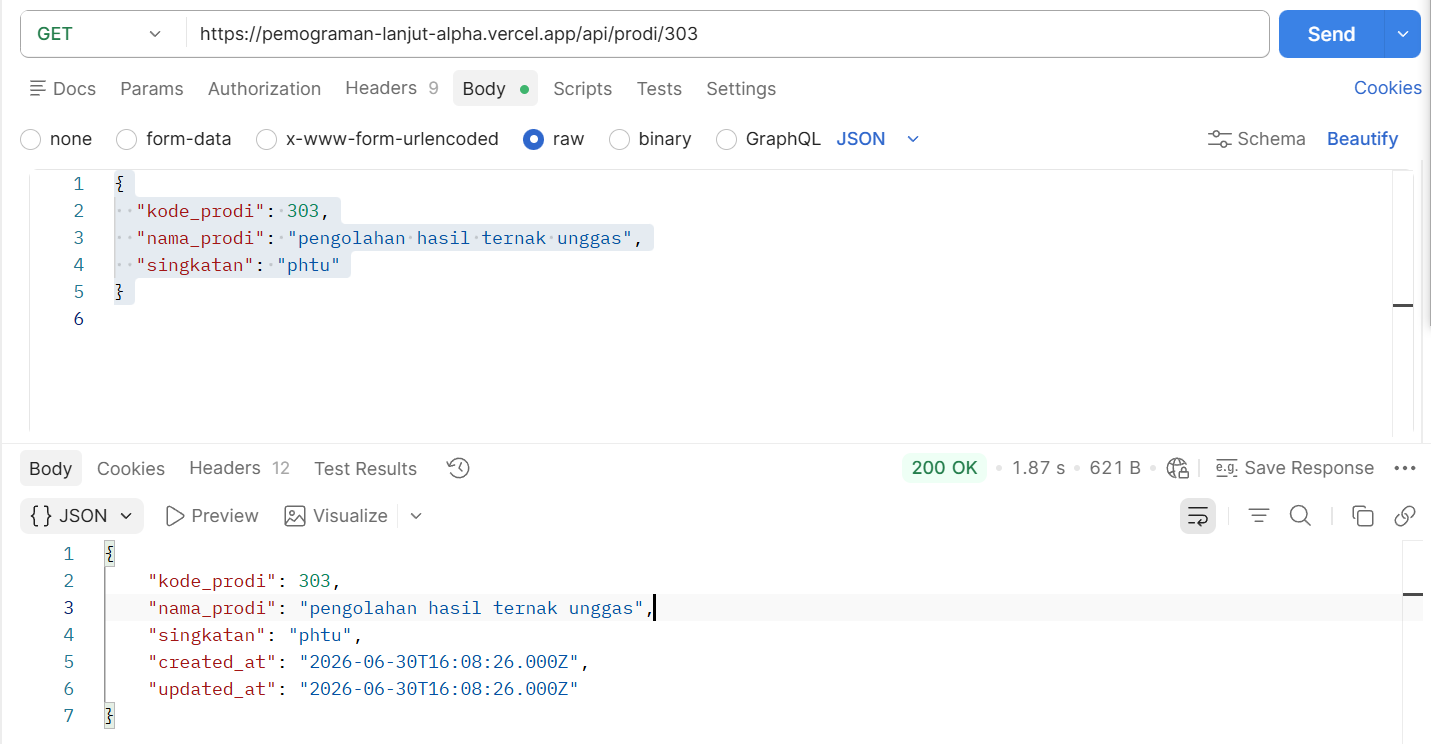 GET https://pemograman-lanjut-alpha.vercel.app/api/prodi/303 Send
Docs Params Authorization Headers 9 Body Scripts Tests Settings Cookies
none form-data x-www-form-urlencoded raw binary GraphQL JSON Schema Beautify
1 {
2 "kode_prodi": 303,
3 "nama_prodi": "pengolahan hasil ternak unggas",
4 "singkatan": "phtu"
5 }
6
Body Cookies Headers 12 Test Results 200 OK • 1.87 s • 621 B • e.g. Save Response
{} JSON Preview Visualize
1 {
2 "kode_prodi": 303,
3 "nama_prodi": "pengolahan hasil ternak unggas",
4 "singkatan": "phtu",
5 "created_at": "2026-06-30T16:08:26.000Z",
6 "updated_at": "2026-06-30T16:08:26.000Z"
7 }